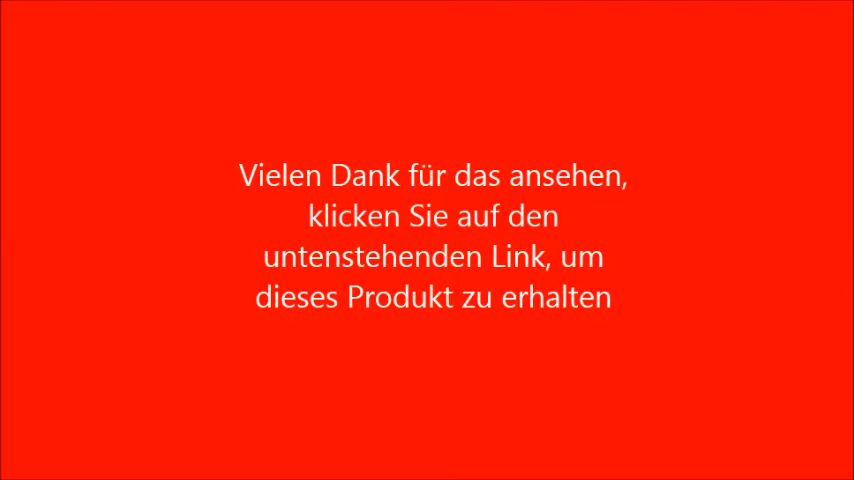 Vielen Dank für das ansehen,
klicken Sie auf den
untenstehenden Link, um
dieses Produkt zu erhalten